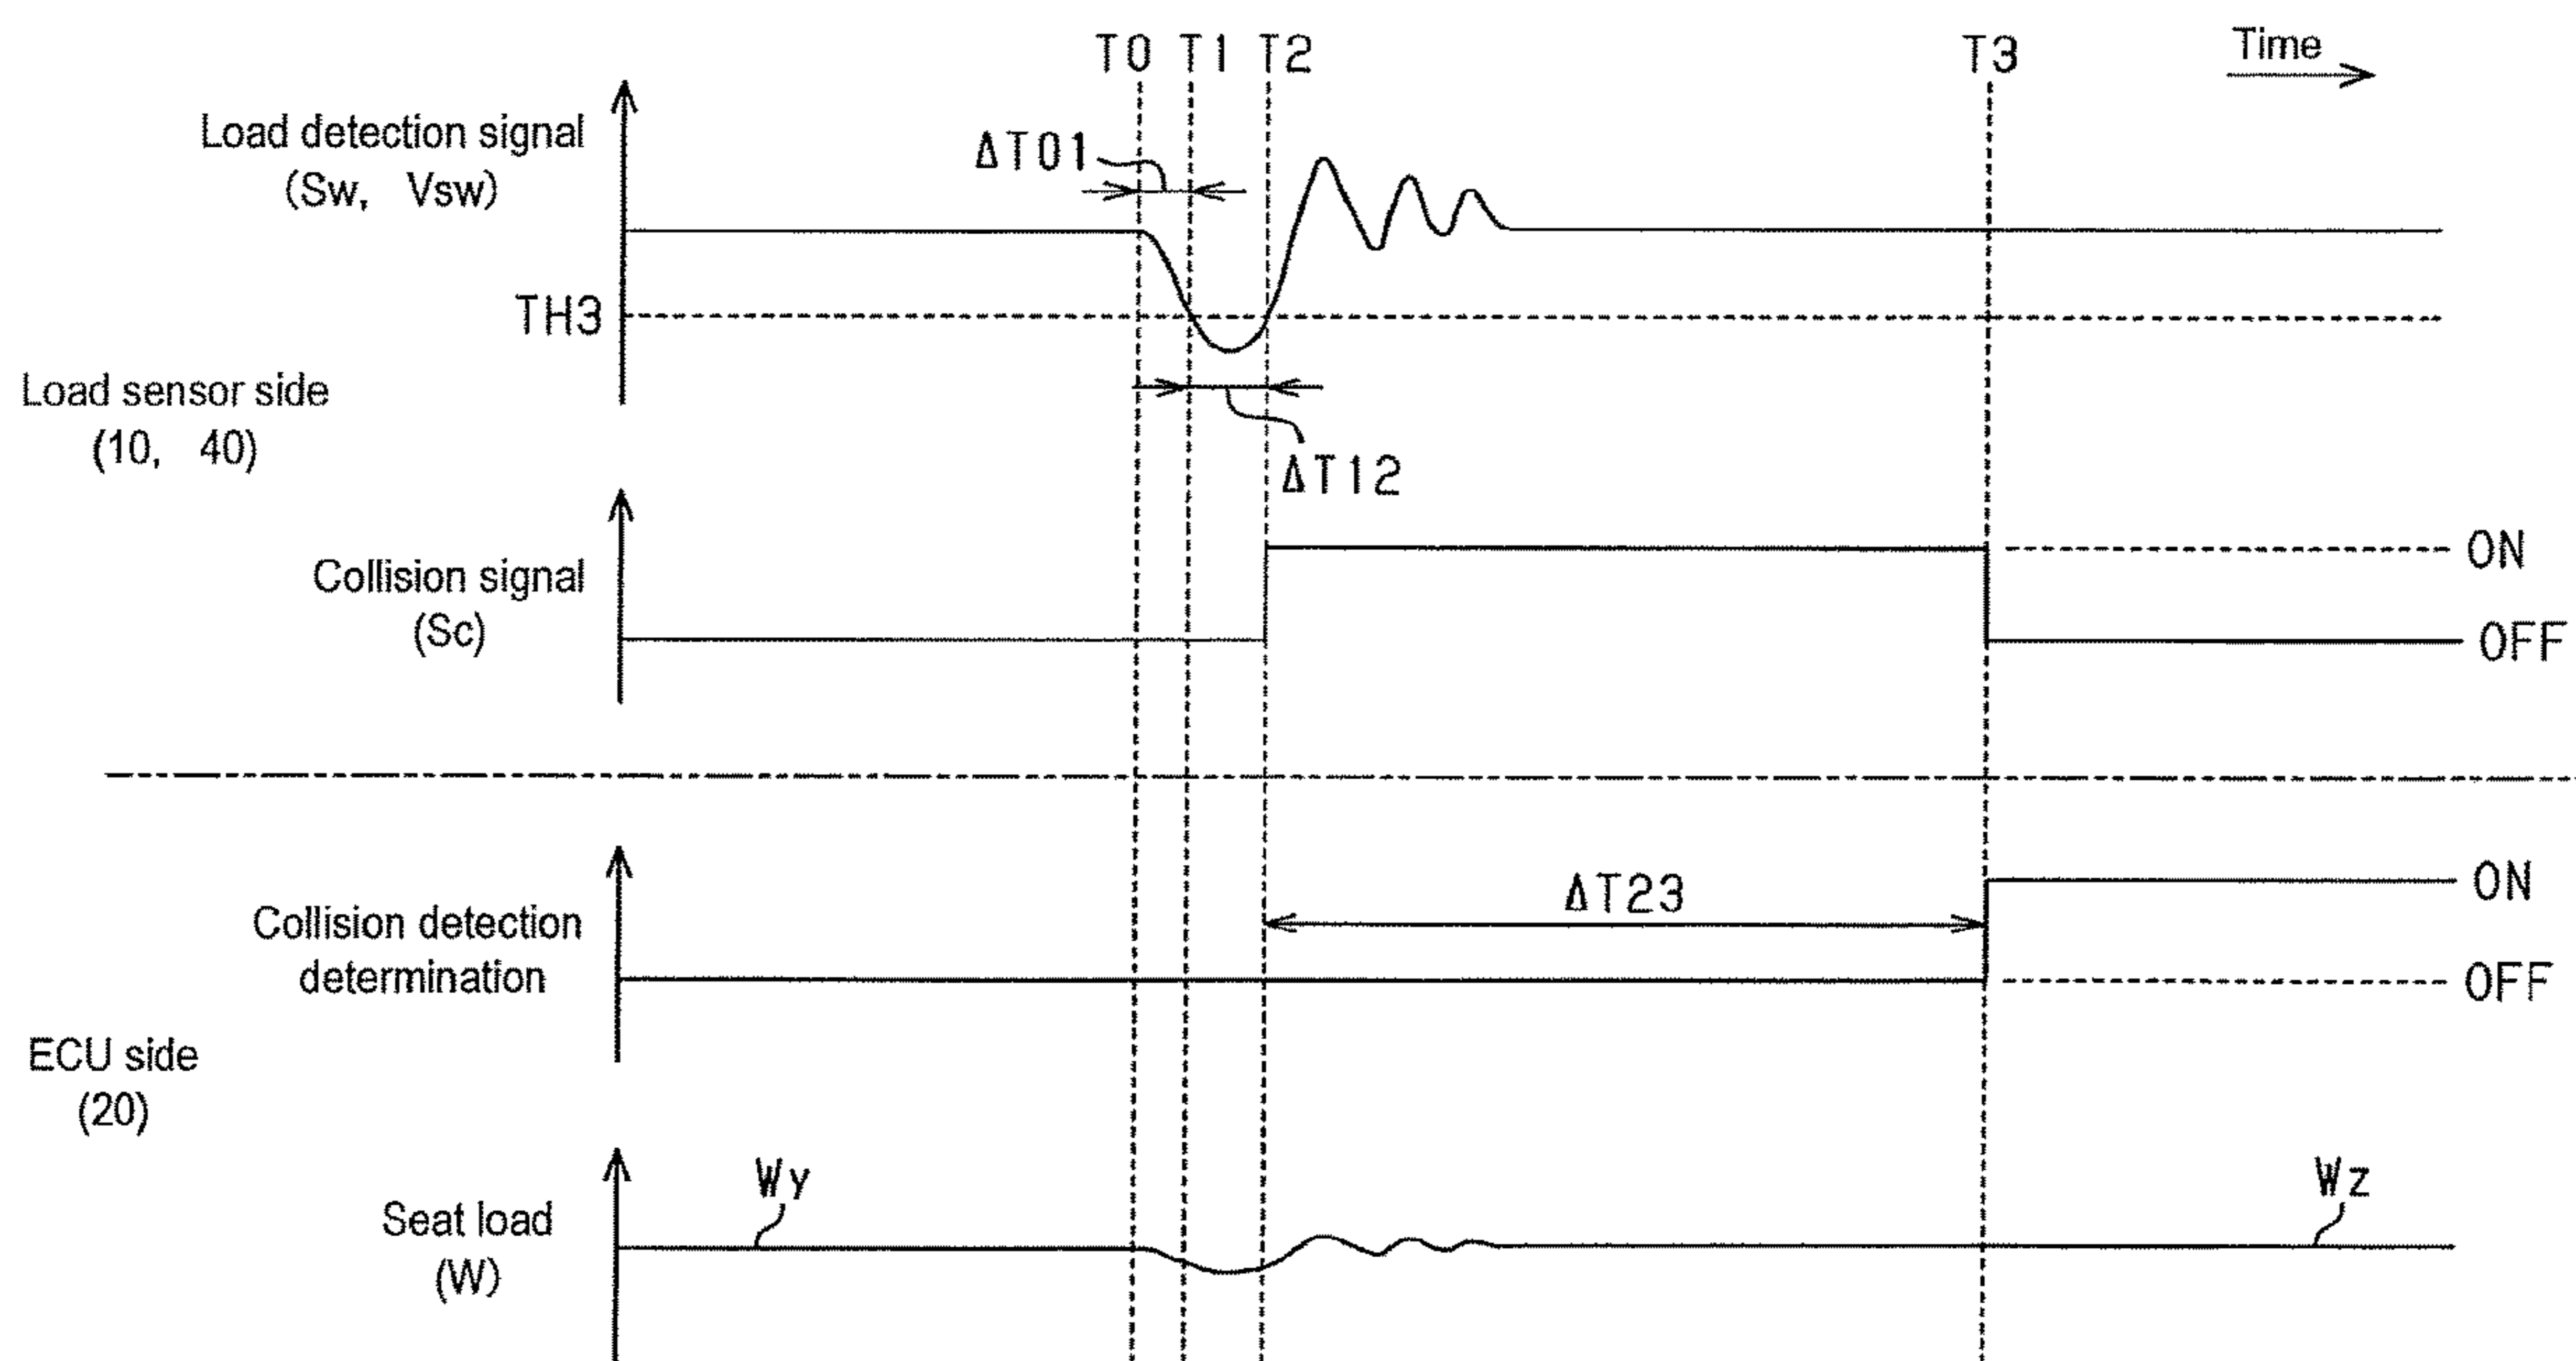 T0 T1 T2 T3 Time
Load detection signal
(Sw, Vsw)
ΔT01
TH3
Load sensor side
(10, 40)
ΔT12
Collision signal
(Sc)
ON
OFF
Collision detection
determination
ΔT23
ON
OFF
ECU side
(20)
Seat load
(W)
Wy
Wz